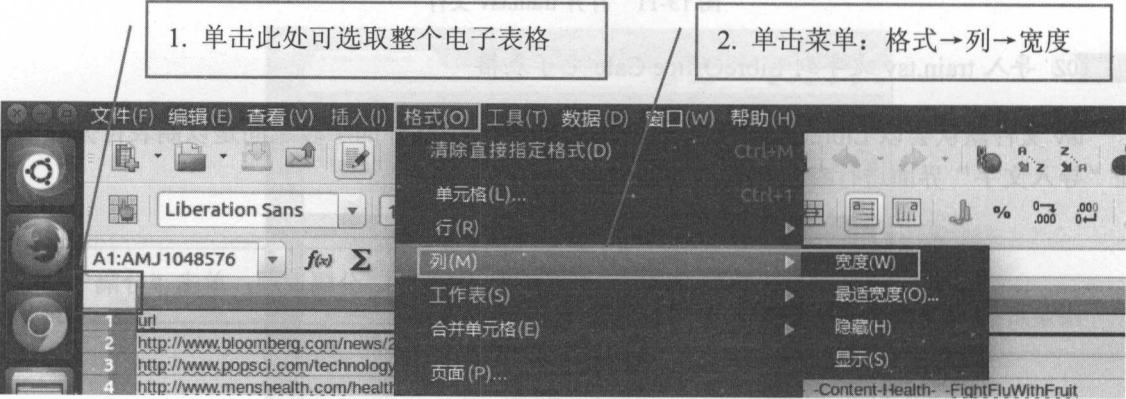 1. 单击此处可选取整个电子表格
2. 单击菜单：格式→列→宽度
文件(F) 编辑(E) 查看(V) 插入(I) 格式(O) 工具(T) 数据(D) 窗口(W) 帮助(H)
清除直接指定格式(D) Ctrl+M
单元格(L)... Ctrl+1
Liberation Sans
行(R)
A1:AMJ1048576
列(M)
宽度(W)
工作表(S)
最适宽度(O)...
1 url
合并单元格(E)
隐藏(H)
2 http://www.bloomberg.com/news/2
3 http://www.popsci.com/technology
页面(P)...
显示(S)
4 http://www.menshealth.com/health
-Content-Health- -FightFluWithFruit